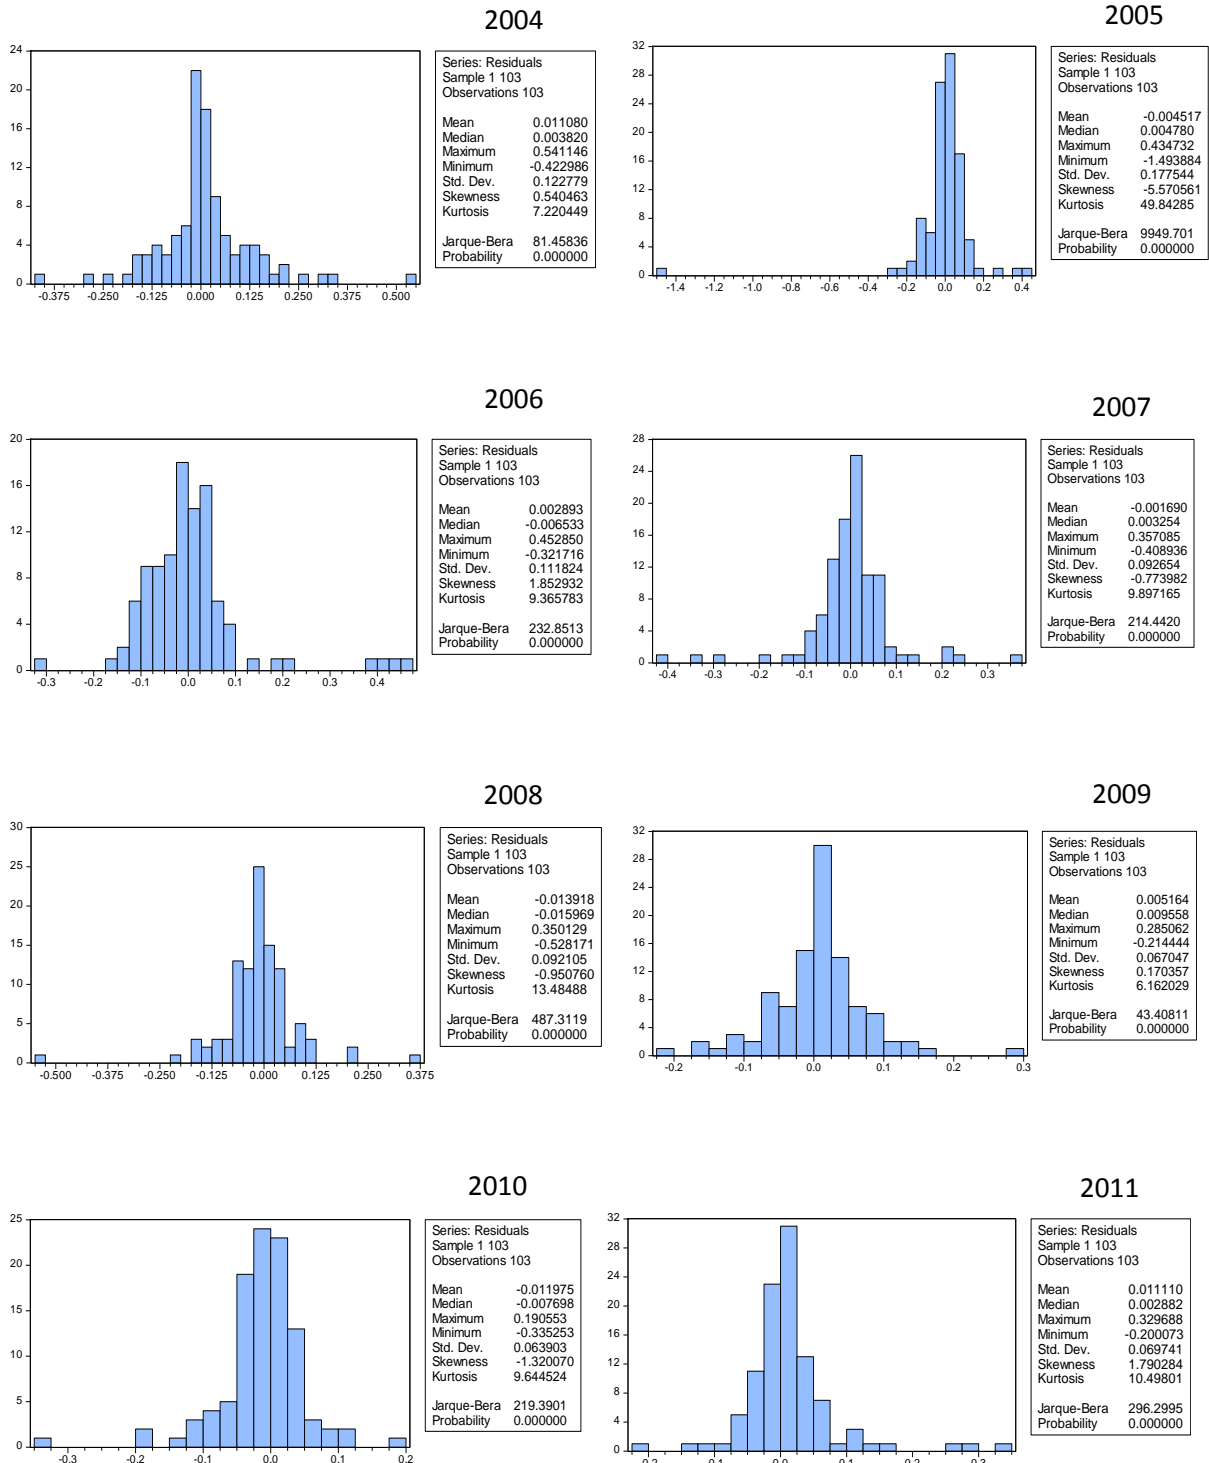 2004
24
20
16
12
8
4
0
-0.375 -0.250 -0.125 0.000 0.125 0.250 0.375 0.500
Series: Residuals
Sample 1 103
Observations 103
Mean 0.011080
Median 0.003820
Maximum 0.541146
Minimum -0.422986
Std. Dev. 0.122779
Skewness 0.540463
Kurtosis 7.220449
Jarque-Bera 81.45836
Probability 0.000000
2005
32
28
24
20
16
12
8
4
0
-1.4 -1.2 -1.0 -0.8 -0.6 -0.4 -0.2 0.0 0.2 0.4
Series: Residuals
Sample 1 103
Observations 103
Mean -0.004517
Median 0.004780
Maximum 0.434732
Minimum -1.493884
Std. Dev. 0.177544
Skewness -5.570561
Kurtosis 49.84285
Jarque-Bera 9949.701
Probability 0.000000
2006
20
16
12
8
4
0
-0.3 -0.2 -0.1 0.0 0.1 0.2 0.3 0.4
Series: Residuals
Sample 1 103
Observations 103
Mean 0.002893
Median -0.006533
Maximum 0.452850
Minimum -0.321716
Std. Dev. 0.111824
Skewness 1.852932
Kurtosis 9.365783
Jarque-Bera 232.8513
Probability 0.000000
2007
28
24
20
16
12
8
4
0
-0.4 -0.3 -0.2 -0.1 0.0 0.1 0.2 0.3
Series: Residuals
Sample 1 103
Observations 103
Mean -0.001690
Median 0.003254
Maximum 0.357085
Minimum -0.408936
Std. Dev. 0.092654
Skewness -0.773982
Kurtosis 9.897165
Jarque-Bera 214.4420
Probability 0.000000
2008
30
25
20
15
10
5
0
-0.500 -0.375 -0.250 -0.125 0.000 0.125 0.250 0.375
Series: Residuals
Sample 1 103
Observations 103
Mean -0.013918
Median -0.015969
Maximum 0.350129
Minimum -0.528171
Std. Dev. 0.092105
Skewness -0.950760
Kurtosis 13.48488
Jarque-Bera 487.3119
Probability 0.000000
2009
32
28
24
20
16
12
8
4
0
-0.2 -0.1 0.0 0.1 0.2 0.3
Series: Residuals
Sample 1 103
Observations 103
Mean 0.005164
Median 0.009558
Maximum 0.285062
Minimum -0.214444
Std. Dev. 0.067047
Skewness 0.170357
Kurtosis 6.162029
Jarque-Bera 43.40811
Probability 0.000000
2010
25
20
15
10
5
0
-0.3 -0.2 -0.1 0.0 0.1 0.2
Series: Residuals
Sample 1 103
Observations 103
Mean -0.011975
Median -0.007698
Maximum 0.190553
Minimum -0.335253
Std. Dev. 0.063903
Skewness -1.320070
Kurtosis 9.644524
Jarque-Bera 219.3901
Probability 0.000000
2011
32
28
24
20
16
12
8
4
0
-0.2 -0.1 0.0 0.1 0.2 0.3
Series: Residuals
Sample 1 103
Observations 103
Mean 0.011110
Median 0.002882
Maximum 0.329688
Minimum -0.200073
Std. Dev. 0.069741
Skewness 1.790284
Kurtosis 10.49801
Jarque-Bera 296.2995
Probability 0.000000